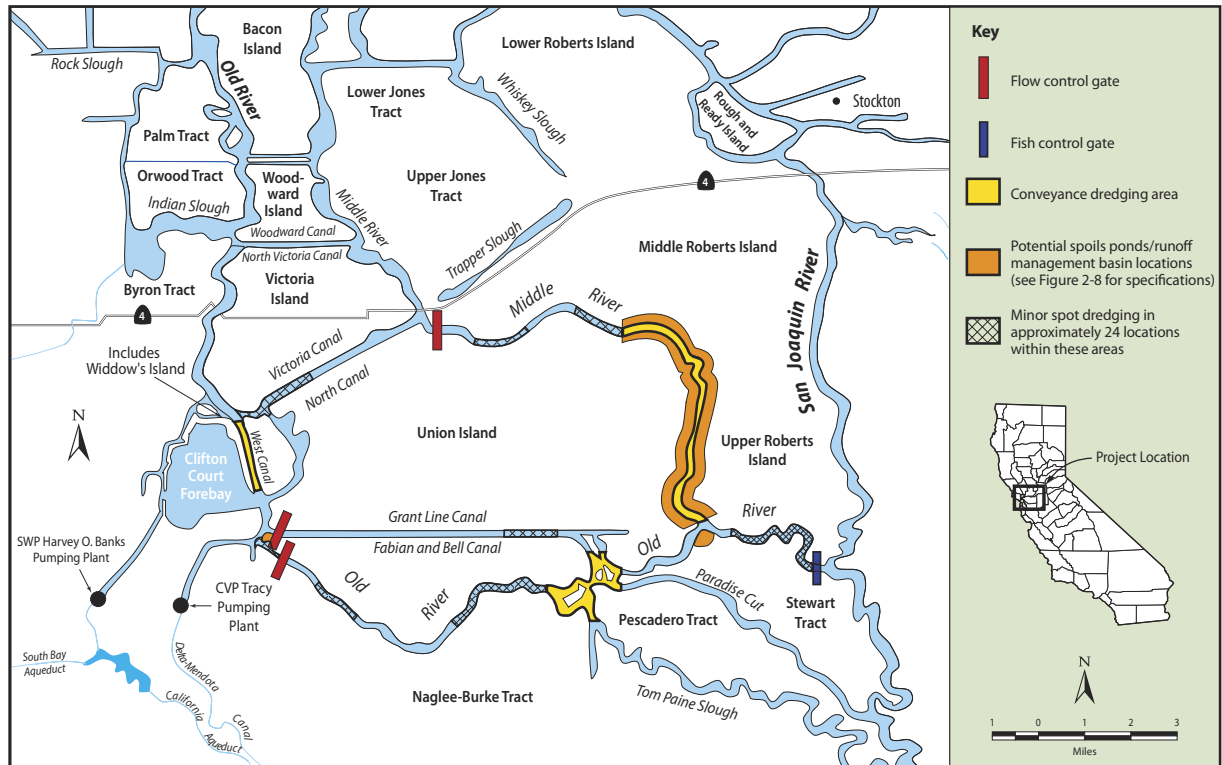 Bacon
Island
Rock Slough
Old River
Lower Roberts Island
Lower Jones
Tract
Whiskey Slough
Rough and
Ready Island
Stockton
Palm Tract
Orwood Tract
Wood-
ward
Island
Upper Jones
Tract
4
Indian Slough
Woodward Canal
Middle River
North Victoria Canal
Trapper Slough
Middle Roberts Island
San Joaquin River
Byron Tract
Victoria
Island
4
Middle River
Includes
Widdow's Island
Victoria Canal
North Canal
N
West Canal
Union Island
Upper Roberts
Island
Clifton
Court
Forebay
Grant Line Canal
Fabian and Bell Canal
Old River
SWP Harvey O. Banks
Pumping Plant
CVP Tracy
Pumping
Plant
Old River
Paradise Cut
Stewart
Tract
Pescadero Tract
South Bay
Aqueduct
Delta-Mendota
Canal
California
Aqueduct
Naglee-Burke Tract
Tom Paine Slough
Key
Flow control gate
Fish control gate
Conveyance dredging area
Potential spoils ponds/runoff
management basin locations
(see Figure 2-8 for specifications)
Minor spot dredging in
approximately 24 locations
within these areas
Project Location
N
1 0 1 2 3
Miles